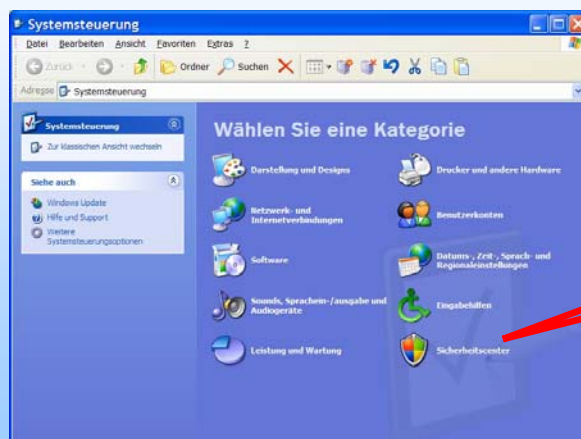 Systemsteuerung
Datei Bearbeiten Ansicht Favoriten Extras ?
Zurück Ordner Suchen
Adresse Systemsteuerung
Systemsteuerung
Zur klassischen Ansicht wechseln
Siehe auch
Windows Update
Hilfe und Support
Weitere
Systemsteuerungsoptionen
Wählen Sie eine Kategorie
Darstellung und Designs
Drucker und andere Hardware
Netzwerk- und
Internetverbindungen
Benutzerkonten
Software
Datums-, Zeit-, Sprach- und
Regionaleinstellungen
Sounds, Sprachein-/ausgabe und
Audiogeräte
Eingabehilfen
Leistung und Wartung
Sicherheitscenter